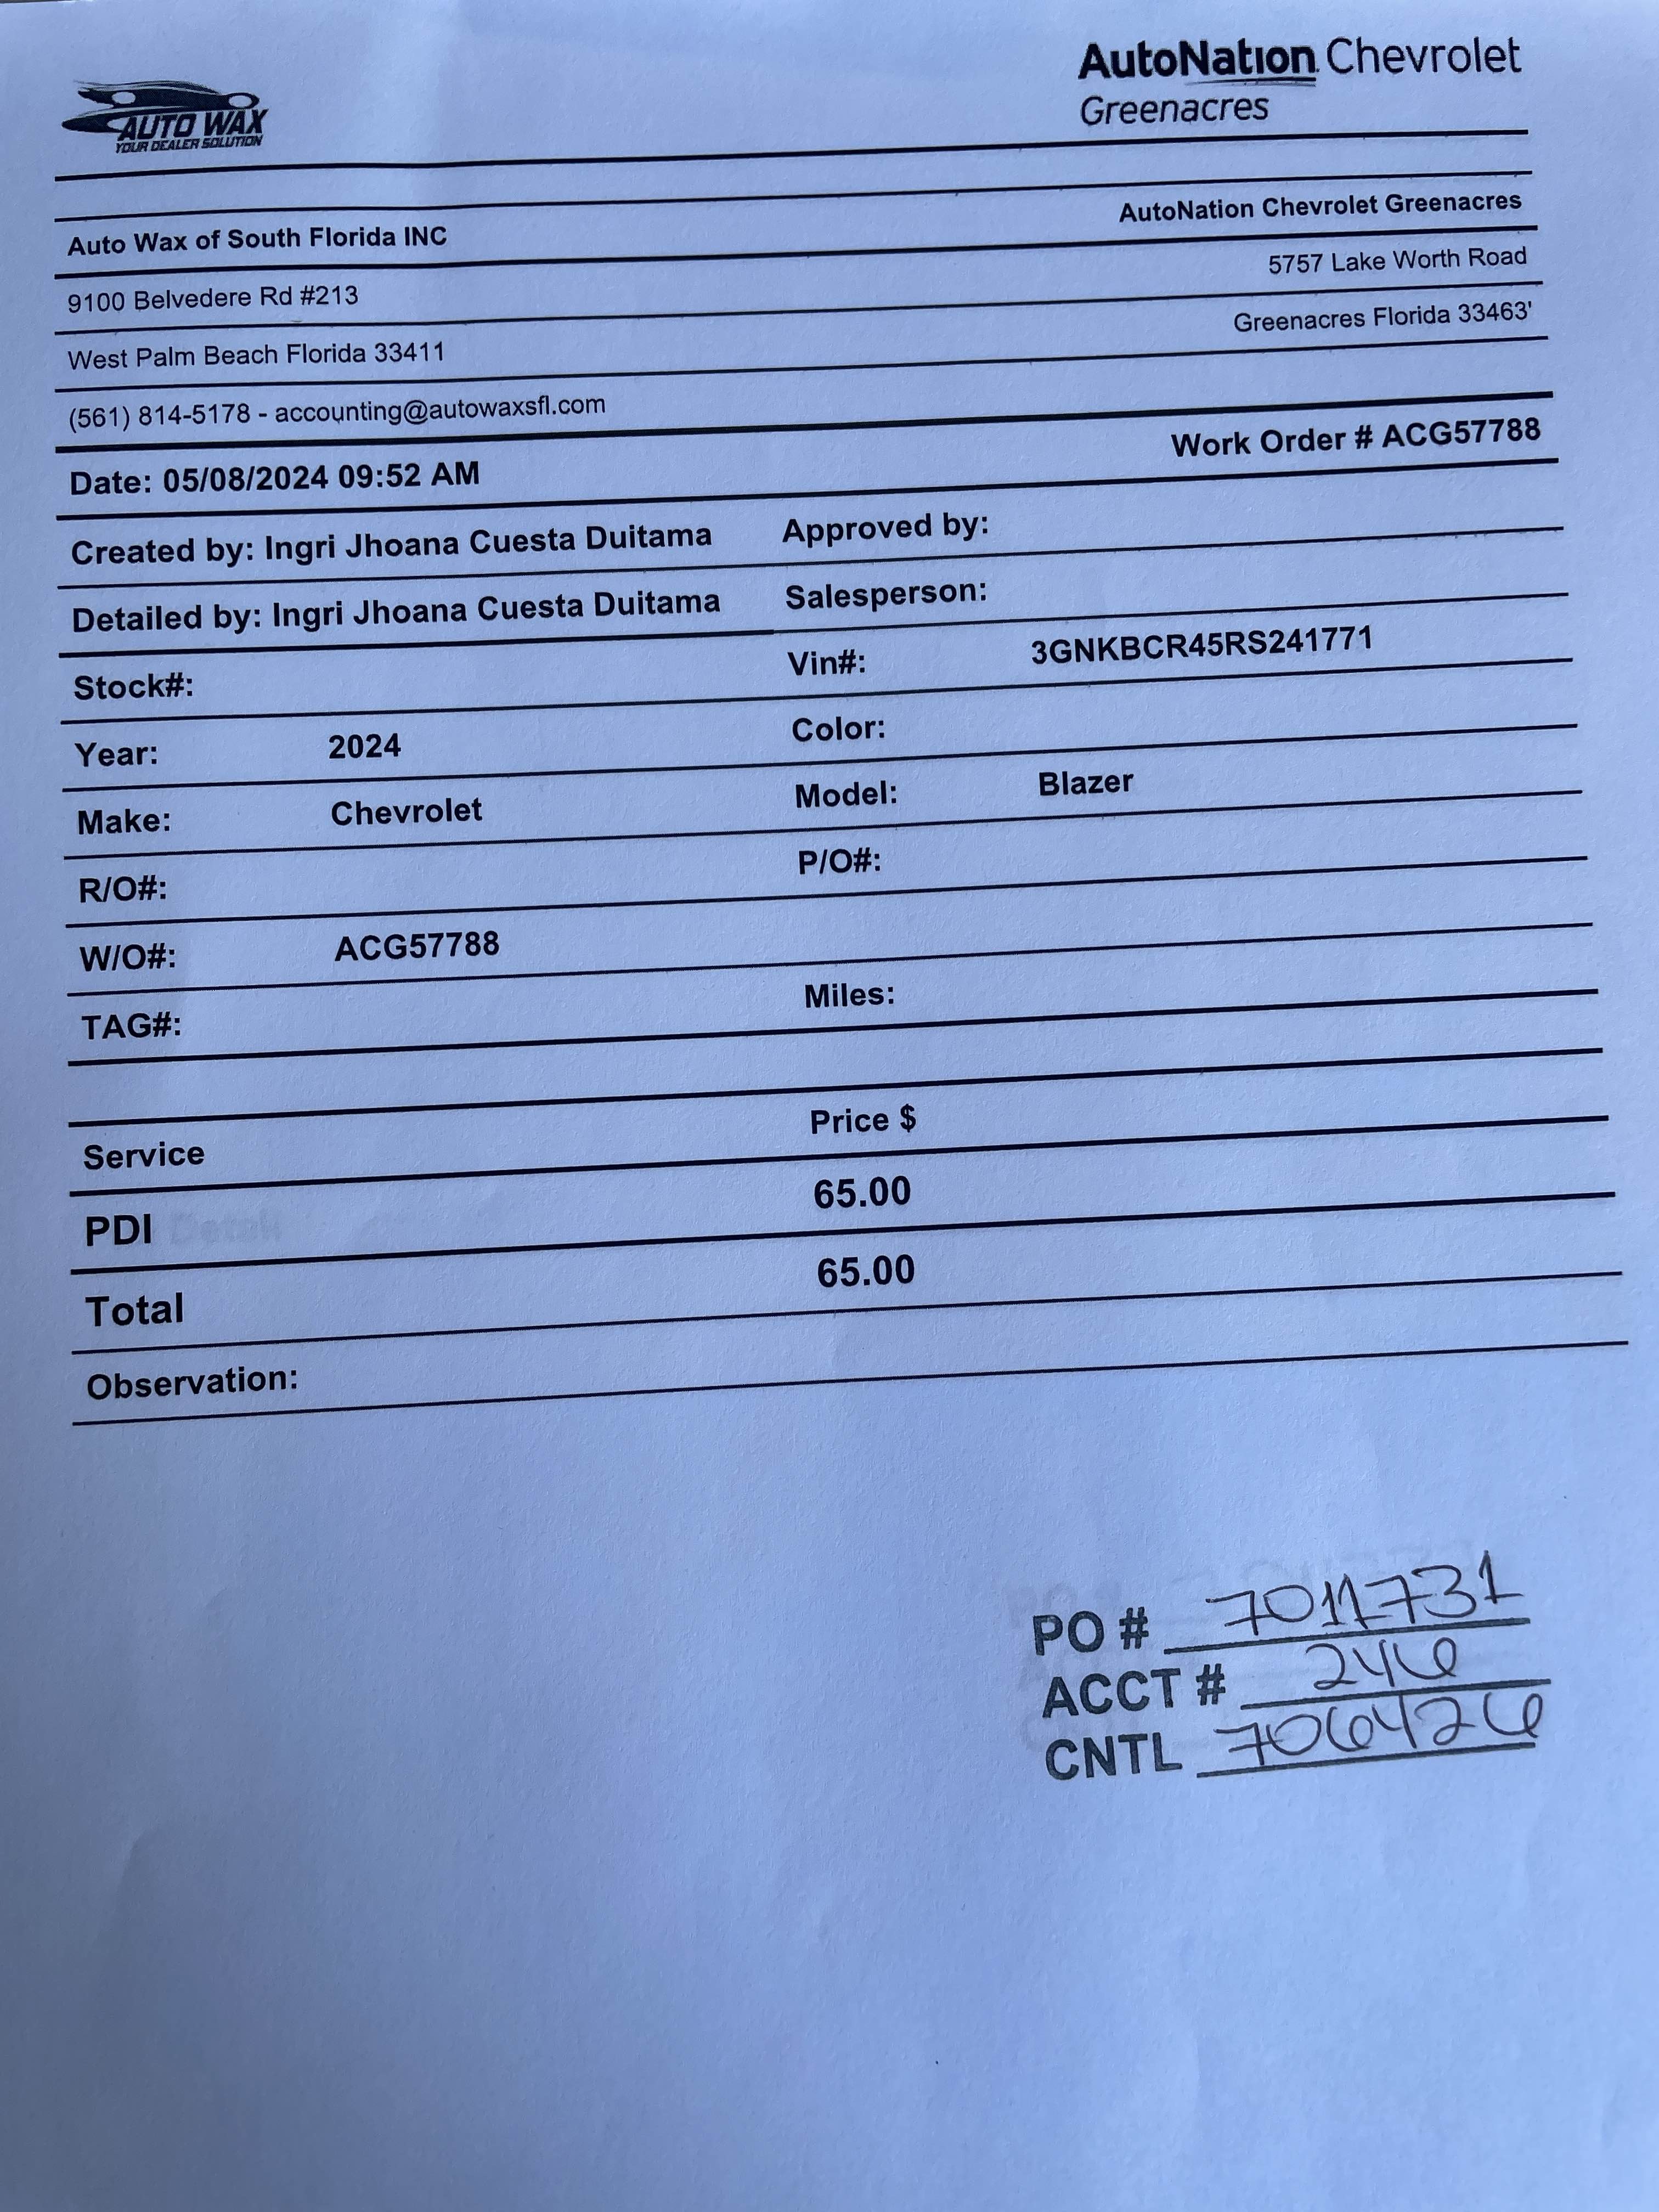 AUTO WAX
YOUR DEALER SOLUTION
AutoNation Chevrolet
Greenacres
Auto Wax of South Florida INC AutoNation Chevrolet Greenacres
9100 Belvedere Rd #213 5757 Lake Worth Road
West Palm Beach Florida 33411 Greenacres Florida 33463'
(561) 814-5178 - accounting@autowaxsfl.com
Date: 05/08/2024 09:52 AM Work Order # ACG57788
Created by: Ingri Jhoana Cuesta Duitama Approved by:
Detailed by: Ingri Jhoana Cuesta Duitama Salesperson:
Stock#: Vin#: 3GNKBCR45RS241771
Year: 2024 Color:
Make: Chevrolet Model: Blazer
R/O#: P/O#:
W/O#: ACG57788
TAG#: Miles:
Service Price $
PDI 65.00
Total 65.00
Observation:
PO # 7011731
ACCT # 246
CNTL 7064726